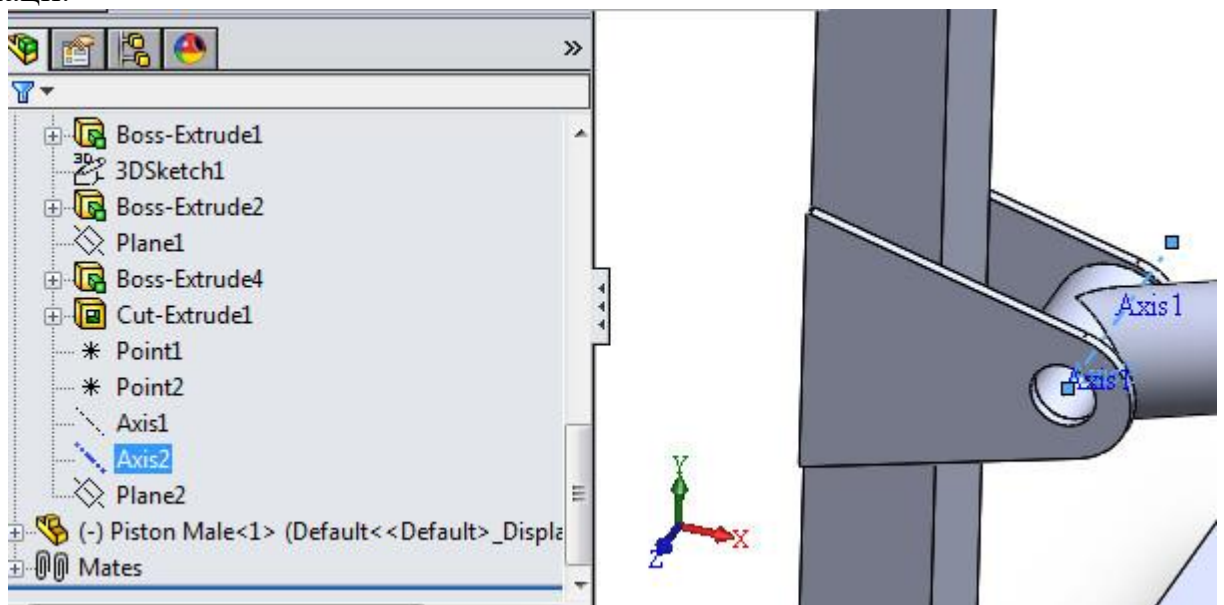 »
Boss-Extrude1
3D
3DSketch1
Boss-Extrude2
Plane1
Boss-Extrude4
Cut-Extrude1
Point1
Point2
Axis1
Axis2
Plane2
(-) Piston Male<1> (Default<<Default>_Displa
Mates
Axis1
Axis1
Y
X
Z